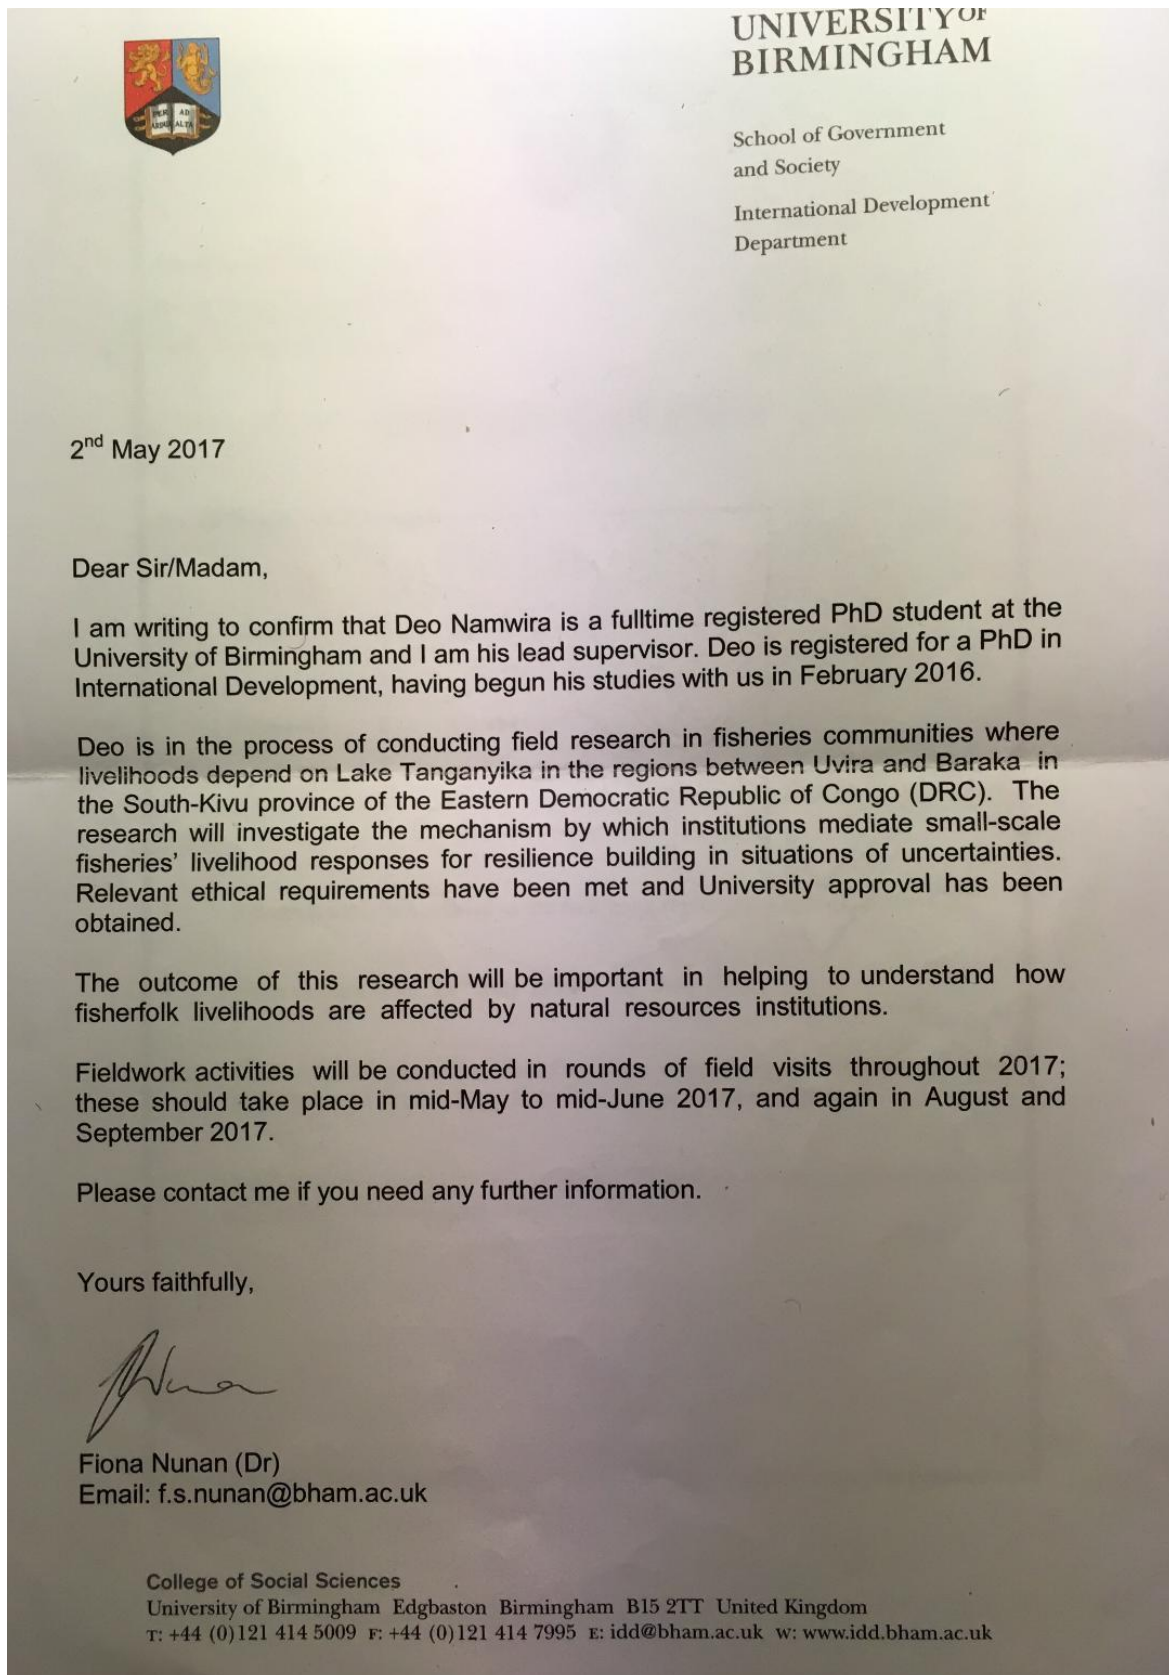 UNIVERSITY OF
BIRMINGHAM
PER AD
ARDUA ALTA
School of Government
and Society
International Development
Department
2nd May 2017
Dear Sir/Madam,
I am writing to confirm that Deo Namwira is a fulltime registered PhD student at the
University of Birmingham and I am his lead supervisor. Deo is registered for a PhD in
International Development, having begun his studies with us in February 2016.
Deo is in the process of conducting field research in fisheries communities where
livelihoods depend on Lake Tanganyika in the regions between Uvira and Baraka in
the South-Kivu province of the Eastern Democratic Republic of Congo (DRC). The
research will investigate the mechanism by which institutions mediate small-scale
fisheries' livelihood responses for resilience building in situations of uncertainties.
Relevant ethical requirements have been met and University approval has been
obtained.
The outcome of this research will be important in helping to understand how
fisherfolk livelihoods are affected by natural resources institutions.
Fieldwork activities will be conducted in rounds of field visits throughout 2017;
these should take place in mid-May to mid-June 2017, and again in August and
September 2017.
Please contact me if you need any further information.
Yours faithfully,
Fiona Nunan (Dr)
Email: f.s.nunan@bham.ac.uk
College of Social Sciences
University of Birmingham Edgbaston Birmingham B15 2TT United Kingdom
T: +44 (0)121 414 5009 F: +44 (0)121 414 7995 E: idd@bham.ac.uk W: www.idd.bham.ac.uk